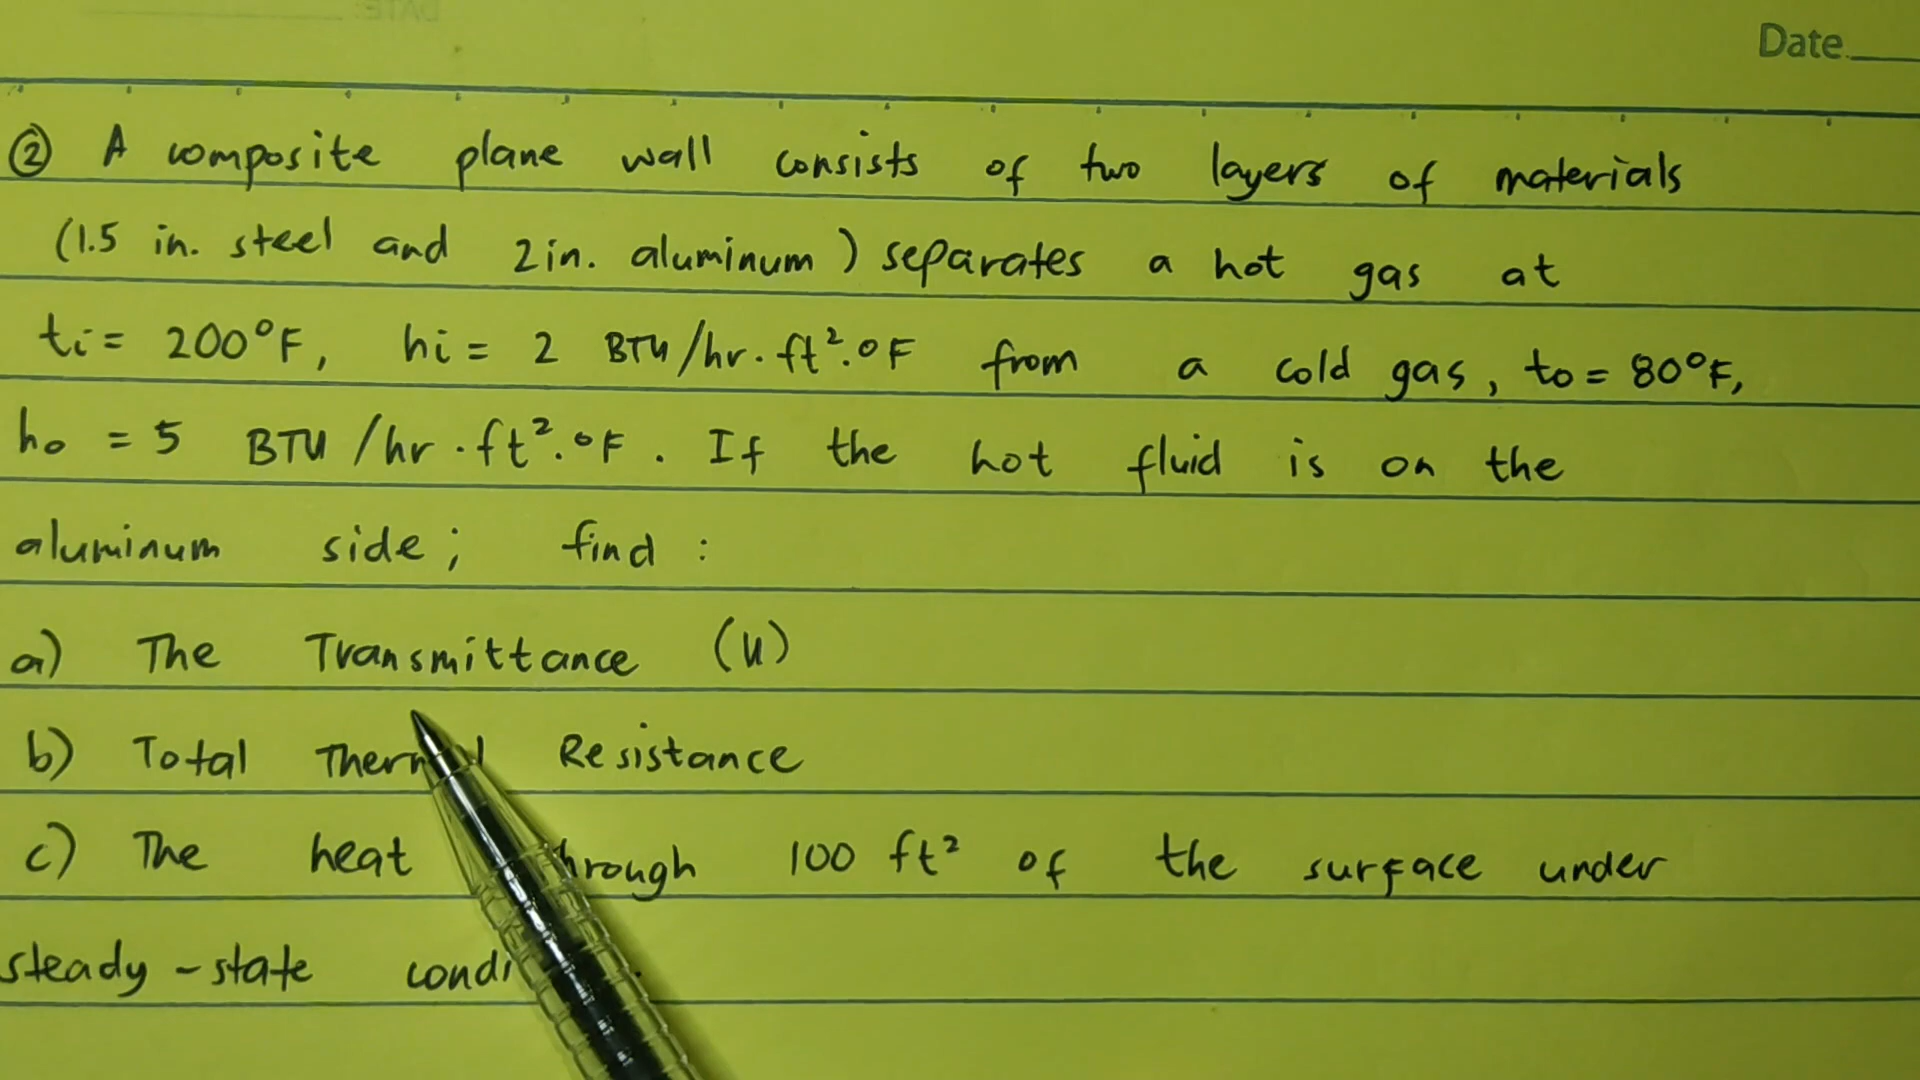 Date
② A composite plane wall consists of two layers of materials
(1.5 in. steel and 2in. aluminum) separates a hot gas at
ti = 200°F, hi = 2 BTU/hr·ft²·°F from a cold gas, to = 80°F,
ho = 5 BTU/hr·ft²·°F. If the hot fluid is on the
aluminum side; find:
a) The Transmittance (U)
b) Total Resistance
c) The heat 100 ft² of the surface under
steady-state